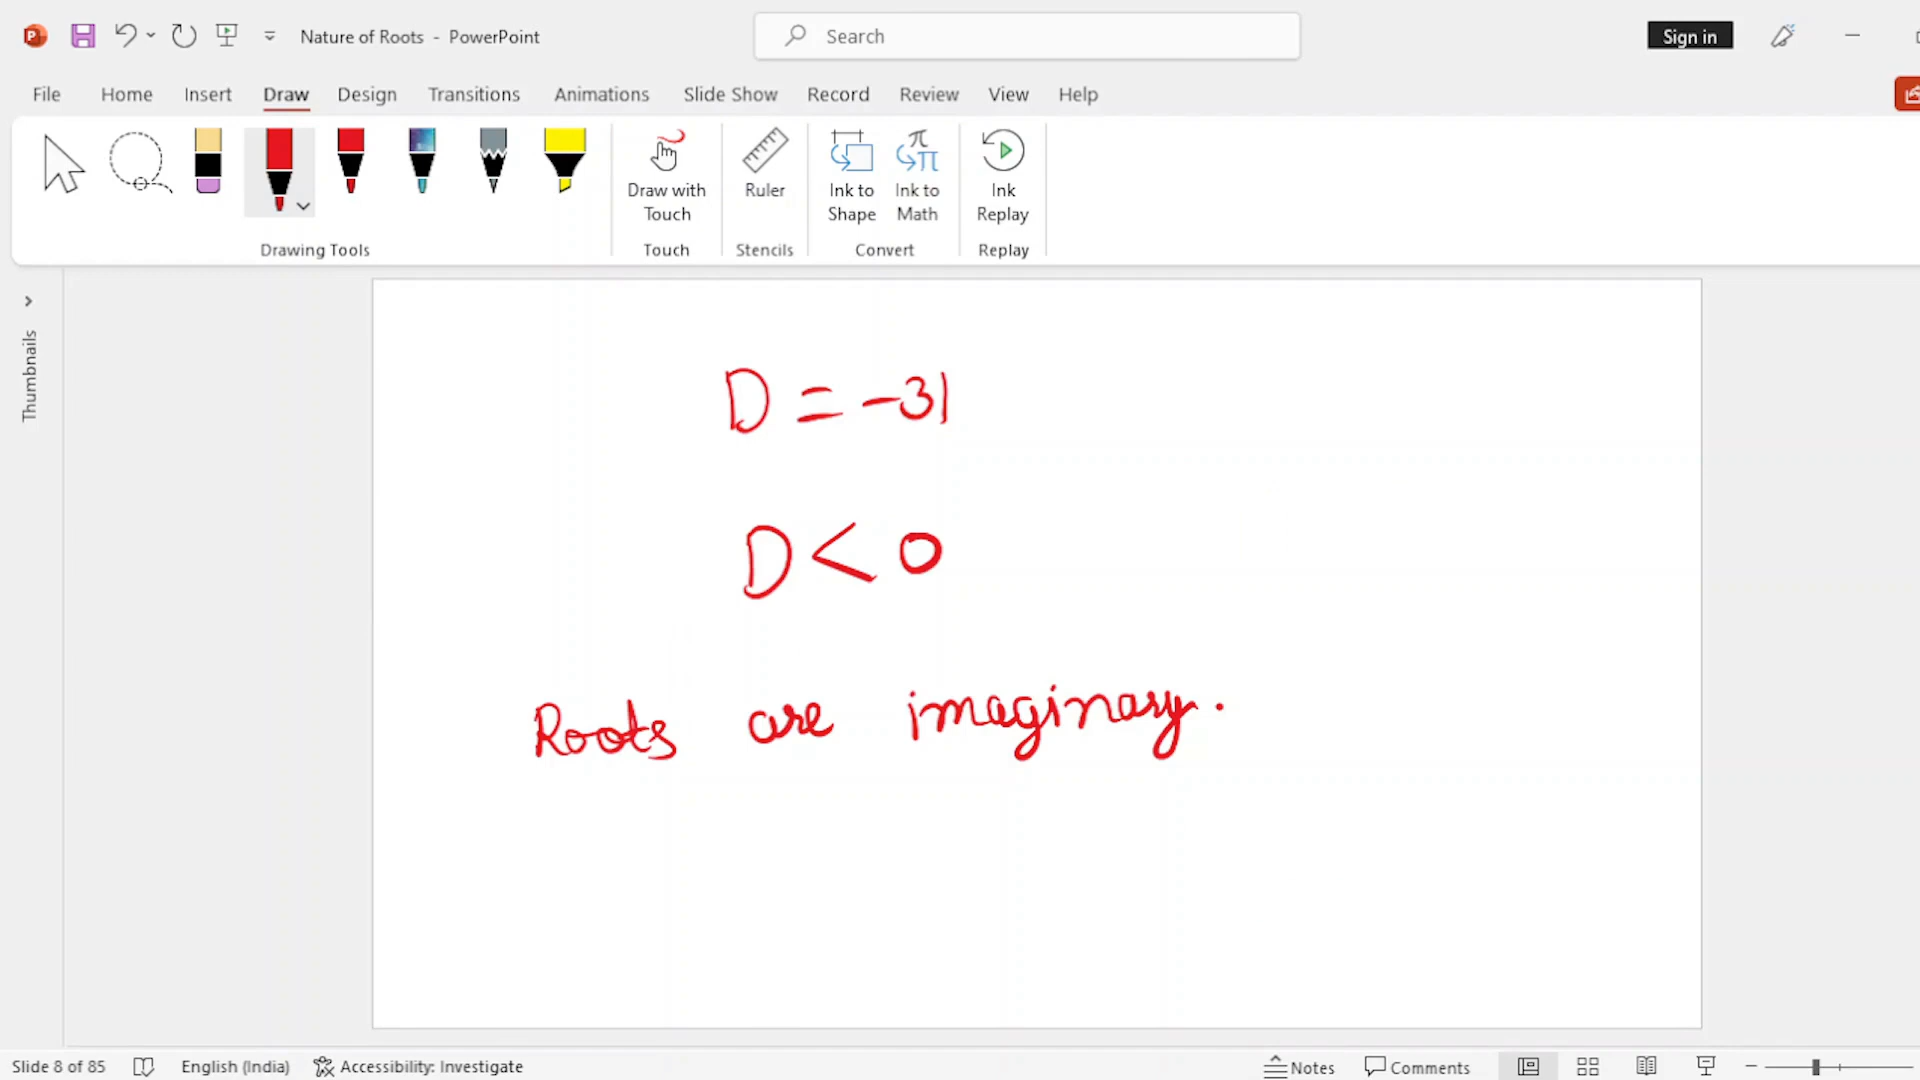 Nature of Roots - PowerPoint
Search
Sign in
File Home Insert Draw Design Transitions Animations Slide Show Record Review View Help
Draw with Touch
Ruler
Ink to Shape
Ink to Math
Ink Replay
Drawing Tools Touch Stencils Convert Replay
Thumbnails
D = -31
D < 0
Roots are imaginary.
Slide 8 of 85 English (India) Accessibility: Investigate Notes Comments